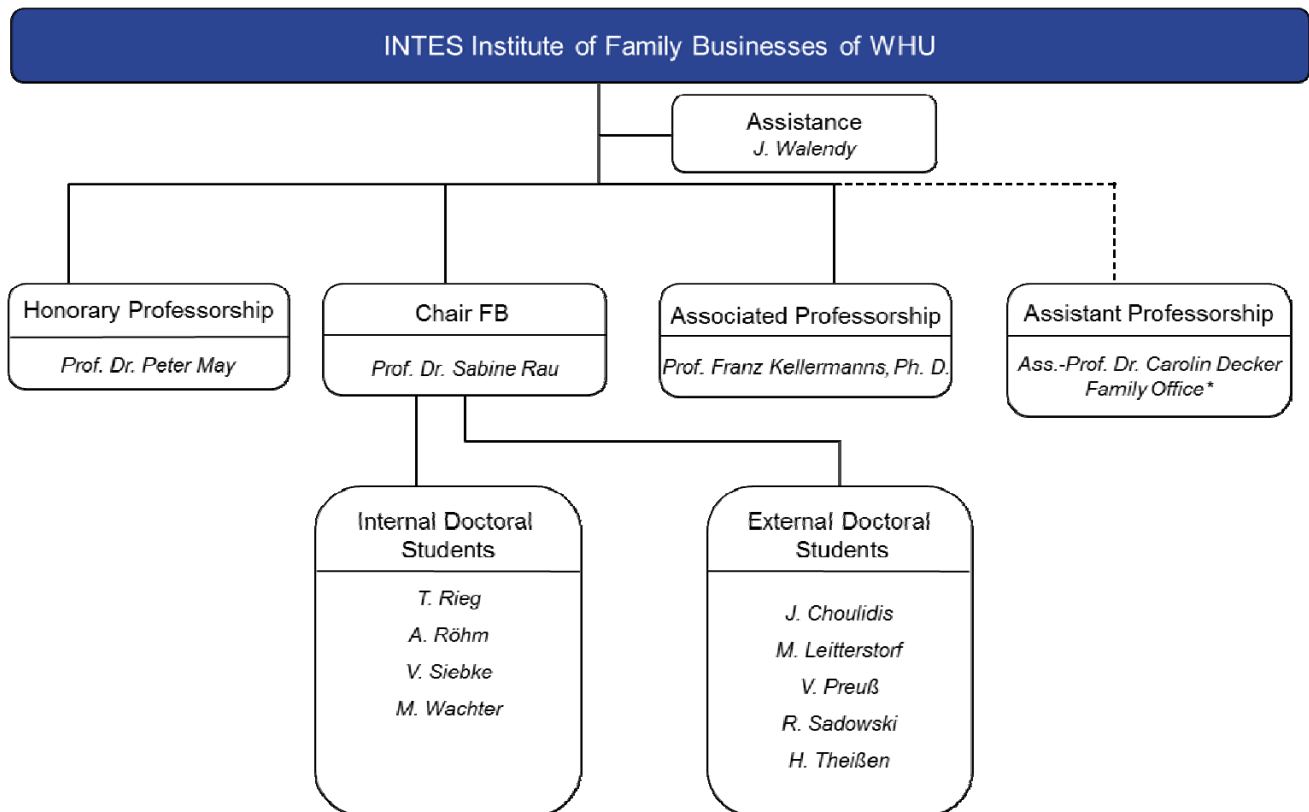 INTES Institute of Family Businesses of WHU
Assistance
J. Walendy
Honorary Professorship
Prof. Dr. Peter May
Chair FB
Prof. Dr. Sabine Rau
Associated Professorship
Prof. Franz Kellermanns, Ph. D.
Assistant Professorship
Ass.-Prof. Dr. Carolin Decker
Family Office*
Internal Doctoral
Students
T. Rieg
A. Röhm
V. Siebke
M. Wachter
External Doctoral
Students
J. Choulidis
M. Leitterstorf
V. Preuß
R. Sadowski
H. Theißen